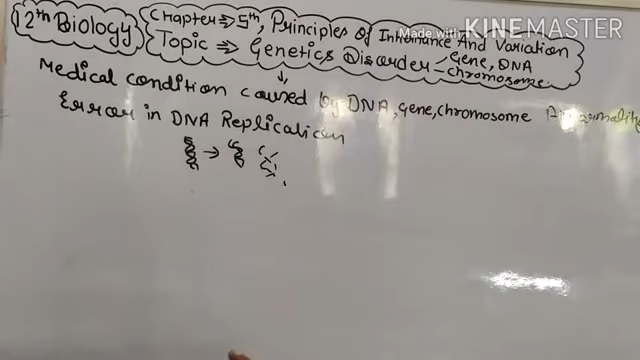 Made with KINEMASTER
12th Biology
Chapter ⇒ 5th, Principles of Inheritance And Variation
Topic ⇒ Genetics Disorder - Gene, DNA
chromosome
Medical condition caused by DNA, Gene, chromosome
Error in DNA Replication